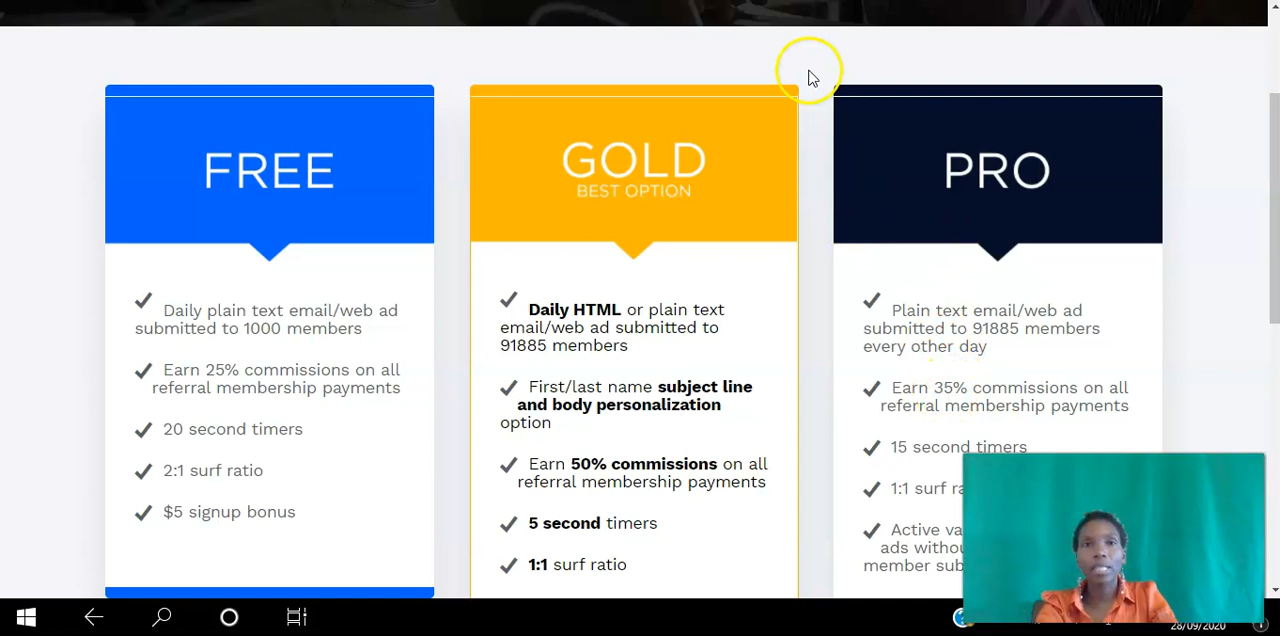 FREE
Daily plain text email/web ad
submitted to 1000 members
Earn 25% commissions on all
referral membership payments
20 second timers
2:1 surf ratio
$5 signup bonus
GOLD
BEST OPTION
Daily HTML or plain text
email/web ad submitted to
91885 members
First/last name subject line
and body personalization
option
Earn 50% commissions on all
referral membership payments
5 second timers
1:1 surf ratio
PRO
Plain text email/web ad
submitted to 91885 members
every other day
Earn 35% commissions on all
referral membership payments
15 second timers
1:1 surf
Active
ads
member
28/09/2020